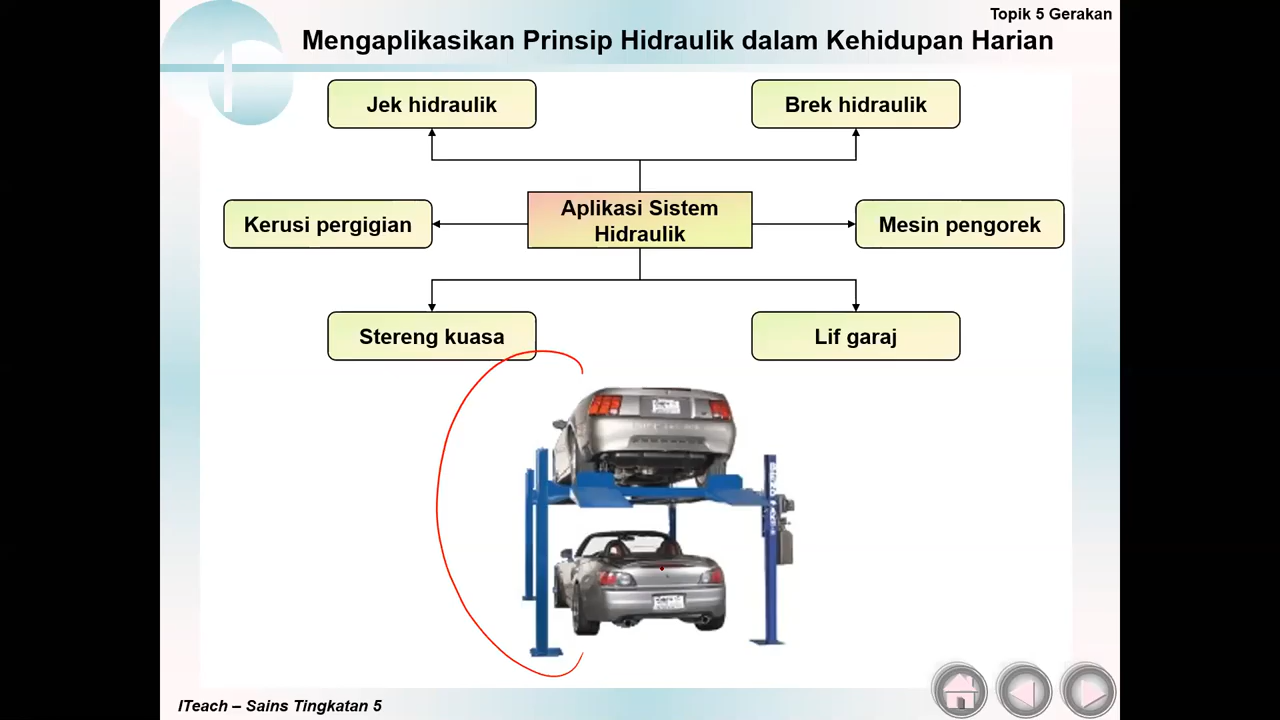 Topik 5 Gerakan
Mengaplikasikan Prinsip Hidraulik dalam Kehidupan Harian
Jek hidraulik
Brek hidraulik
Kerusi pergigian
Aplikasi Sistem
Hidraulik
Mesin pengorek
Stereng kuasa
Lif garaj
ITeach – Sains Tingkatan 5